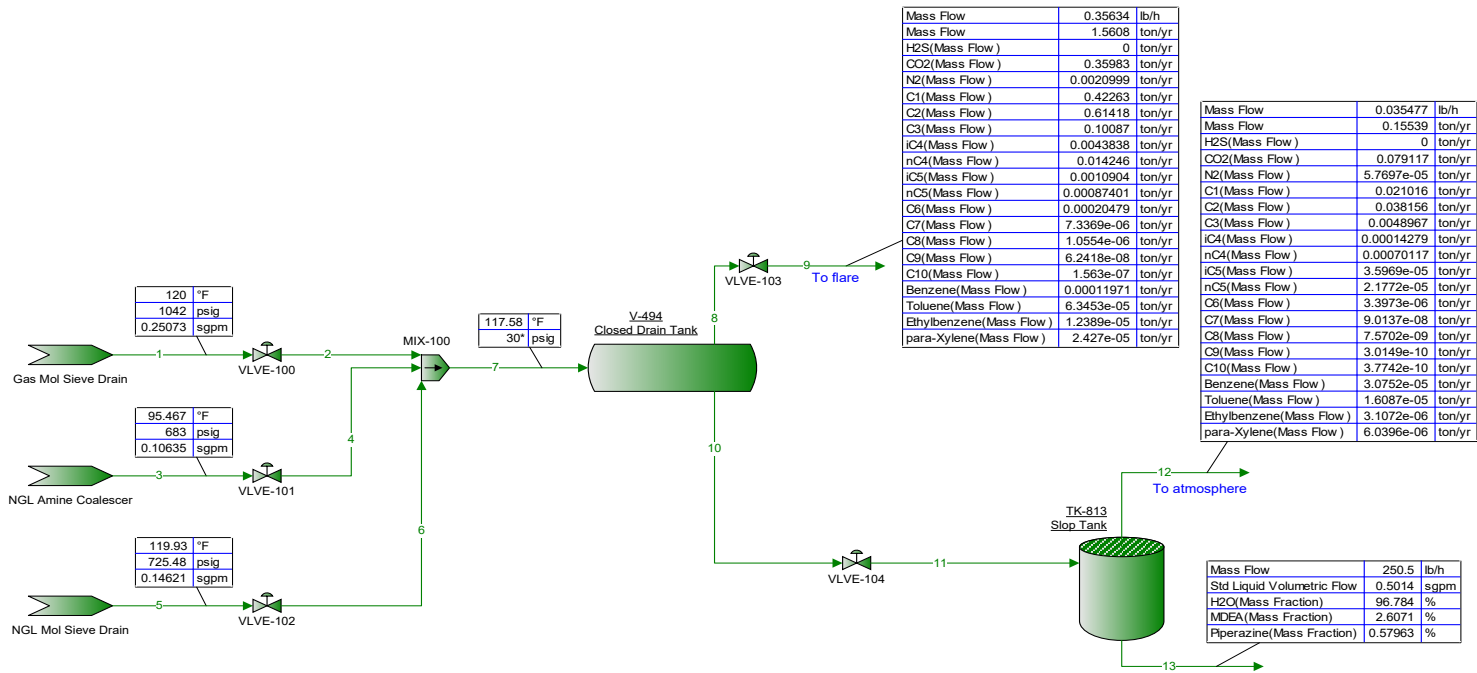 Mass Flow 0.35634 lb/h
Mass Flow 1.5608 ton/yr
H2S(Mass Flow) 0 ton/yr
CO2(Mass Flow) 0.35983 ton/yr
N2(Mass Flow) 0.0020999 ton/yr
C1(Mass Flow) 0.42263 ton/yr
C2(Mass Flow) 0.61418 ton/yr
C3(Mass Flow) 0.10087 ton/yr
iC4(Mass Flow) 0.0043838 ton/yr
nC4(Mass Flow) 0.014246 ton/yr
iC5(Mass Flow) 0.0010904 ton/yr
nC5(Mass Flow) 0.00087401 ton/yr
C6(Mass Flow) 0.00020479 ton/yr
C7(Mass Flow) 7.3369e-06 ton/yr
C8(Mass Flow) 1.0554e-06 ton/yr
C9(Mass Flow) 6.2418e-08 ton/yr
C10(Mass Flow) 1.563e-07 ton/yr
Benzene(Mass Flow) 0.00011971 ton/yr
Toluene(Mass Flow) 6.3453e-05 ton/yr
Ethylbenzene(Mass Flow) 1.2389e-05 ton/yr
para-Xylene(Mass Flow) 2.427e-05 ton/yr
Mass Flow 0.035477 lb/h
Mass Flow 0.15539 ton/yr
H2S(Mass Flow) 0 ton/yr
CO2(Mass Flow) 0.079117 ton/yr
N2(Mass Flow) 5.7697e-05 ton/yr
C1(Mass Flow) 0.021016 ton/yr
C2(Mass Flow) 0.038156 ton/yr
C3(Mass Flow) 0.0048967 ton/yr
iC4(Mass Flow) 0.00014279 ton/yr
nC4(Mass Flow) 0.00070117 ton/yr
iC5(Mass Flow) 3.5969e-05 ton/yr
nC5(Mass Flow) 2.1772e-05 ton/yr
C6(Mass Flow) 3.3973e-06 ton/yr
C7(Mass Flow) 9.0137e-08 ton/yr
C8(Mass Flow) 7.5702e-09 ton/yr
C9(Mass Flow) 3.0149e-10 ton/yr
C10(Mass Flow) 3.7742e-10 ton/yr
Benzene(Mass Flow) 3.0752e-05 ton/yr
Toluene(Mass Flow) 1.6087e-05 ton/yr
Ethylbenzene(Mass Flow) 3.1072e-06 ton/yr
para-Xylene(Mass Flow) 6.0396e-06 ton/yr
9
To flare
VLVE-103
8
120 °F
1042 psig
0.25073 sgpm
1
Gas Mol Sieve Drain
VLVE-100
2
MIX-100
117.58 °F
30* psig
7
V-494
Closed Drain Tank
95.467 °F
683 psig
0.10635 sgpm
3
NGL Amine Coalescer
VLVE-101
4
10
12
To atmosphere
TK-813
Slop Tank
119.93 °F
725.48 psig
0.14621 sgpm
5
NGL Mol Sieve Drain
VLVE-102
6
VLVE-104
11
Mass Flow 250.5 lb/h
Std Liquid Volumetric Flow 0.5014 sgpm
H2O(Mass Fraction) 96.784 %
MDEA(Mass Fraction) 2.6071 %
Piperazine(Mass Fraction) 0.57963 %
13